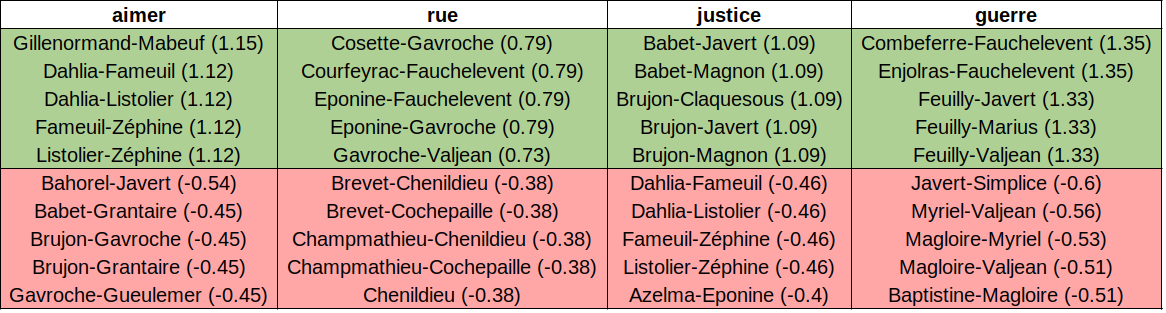 aimer rue justice guerre
Gillenormand-Mabeuf (1.15) Cosette-Gavroche (0.79) Babet-Javert (1.09) Combeferre-Fauchelevent (1.35)
Dahlia-Fameuil (1.12) Courfeyrac-Fauchelevent (0.79) Babet-Magnon (1.09) Enjolras-Fauchelevent (1.35)
Dahlia-Listolier (1.12) Eponine-Fauchelevent (0.79) Brujon-Claquesous (1.09) Feuilly-Javert (1.33)
Fameuil-Zéphine (1.12) Eponine-Gavroche (0.79) Brujon-Javert (1.09) Feuilly-Marius (1.33)
Listolier-Zéphine (1.12) Gavroche-Valjean (0.73) Brujon-Magnon (1.09) Feuilly-Valjean (1.33)
Bahorel-Javert (-0.54) Brevet-Chenildieu (-0.38) Dahlia-Fameuil (-0.46) Javert-Simplice (-0.6)
Babet-Grantaire (-0.45) Brevet-Cochepaille (-0.38) Dahlia-Listolier (-0.46) Myriel-Valjean (-0.56)
Brujon-Gavroche (-0.45) Champmathieu-Chenildieu (-0.38) Fameuil-Zéphine (-0.46) Magloire-Myriel (-0.53)
Brujon-Grantaire (-0.45) Champmathieu-Cochepaille (-0.38) Listolier-Zéphine (-0.46) Magloire-Valjean (-0.51)
Gavroche-Gueulemer (-0.45) Chenildieu (-0.38) Azelma-Eponine (-0.4) Baptistine-Magloire (-0.51)